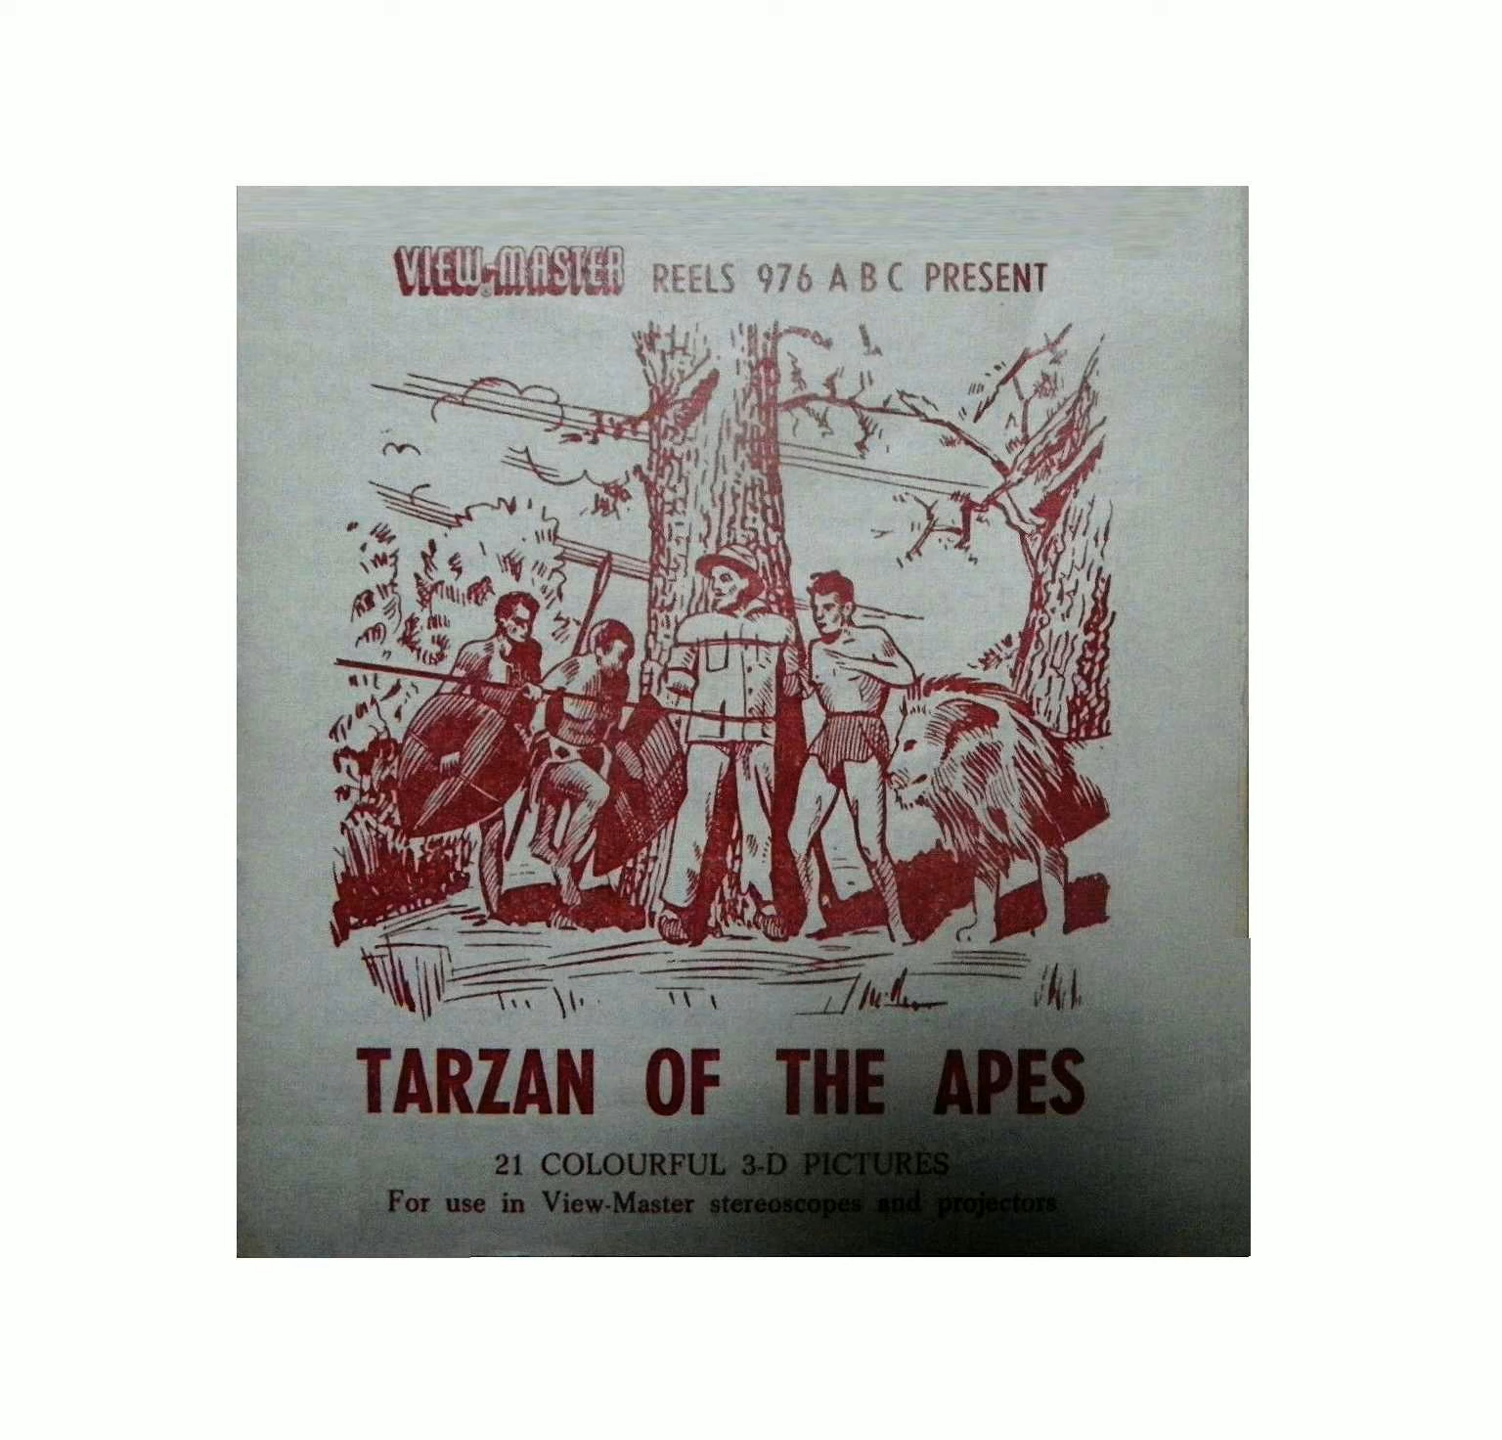 VIEW-MASTER REELS 976 A B C PRESENT
TARZAN OF THE APES
21 COLOURFUL 3-D PICTURES
For use in View-Master stereoscopes and projectors